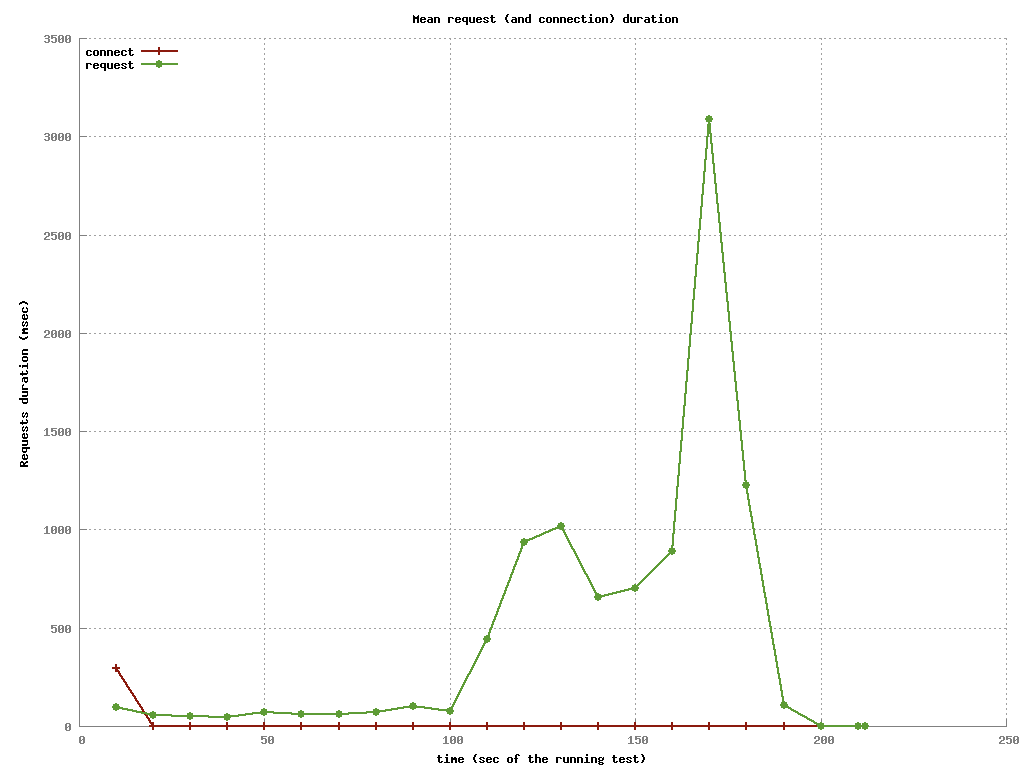 Mean request (and connection) duration
3500
connect
request
3000
2500
2000
1500
1000
500
0
Requests duration (msec)
0 50 100 150 200 250
time (sec of the running test)